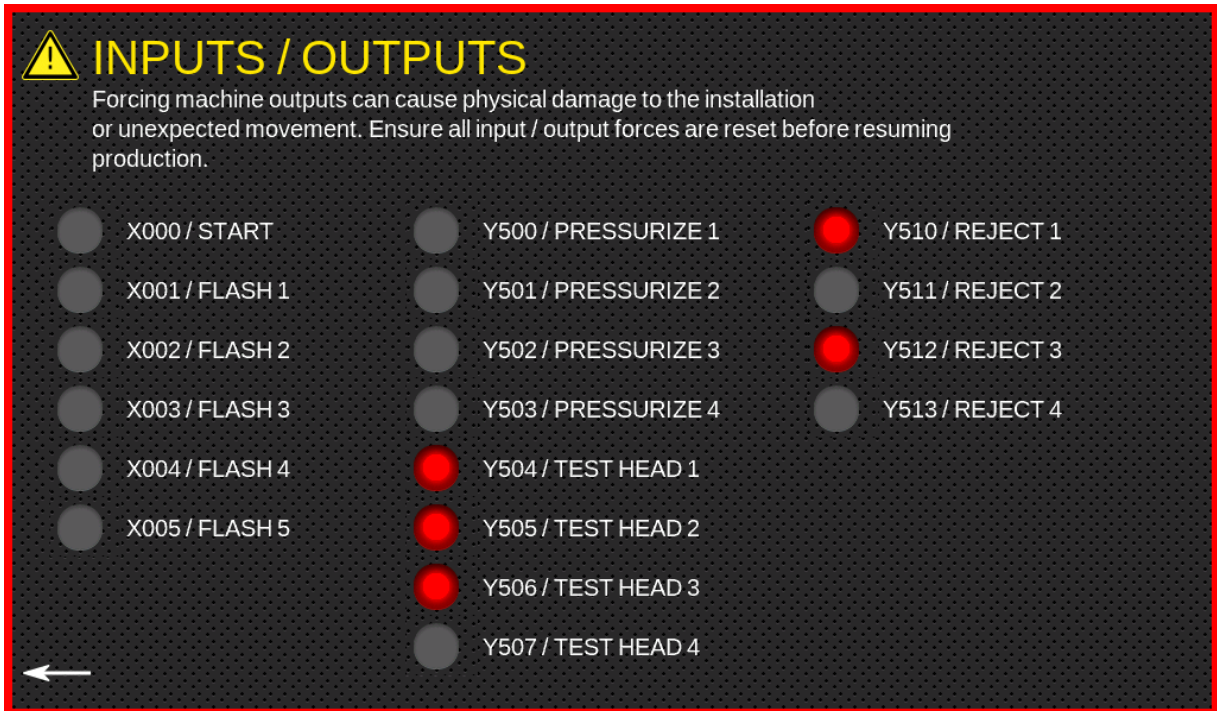 INPUTS / OUTPUTS
Forcing machine outputs can cause physical damage to the installation
or unexpected movement. Ensure all input / output forces are reset before resuming
production.
X000 / START
X001 / FLASH 1
X002 / FLASH 2
X003 / FLASH 3
X004 / FLASH 4
X005 / FLASH 5
Y500 / PRESSURIZE 1
Y501 / PRESSURIZE 2
Y502 / PRESSURIZE 3
Y503 / PRESSURIZE 4
Y504 / TEST HEAD 1
Y505 / TEST HEAD 2
Y506 / TEST HEAD 3
Y507 / TEST HEAD 4
Y510 / REJECT 1
Y511 / REJECT 2
Y512 / REJECT 3
Y513 / REJECT 4